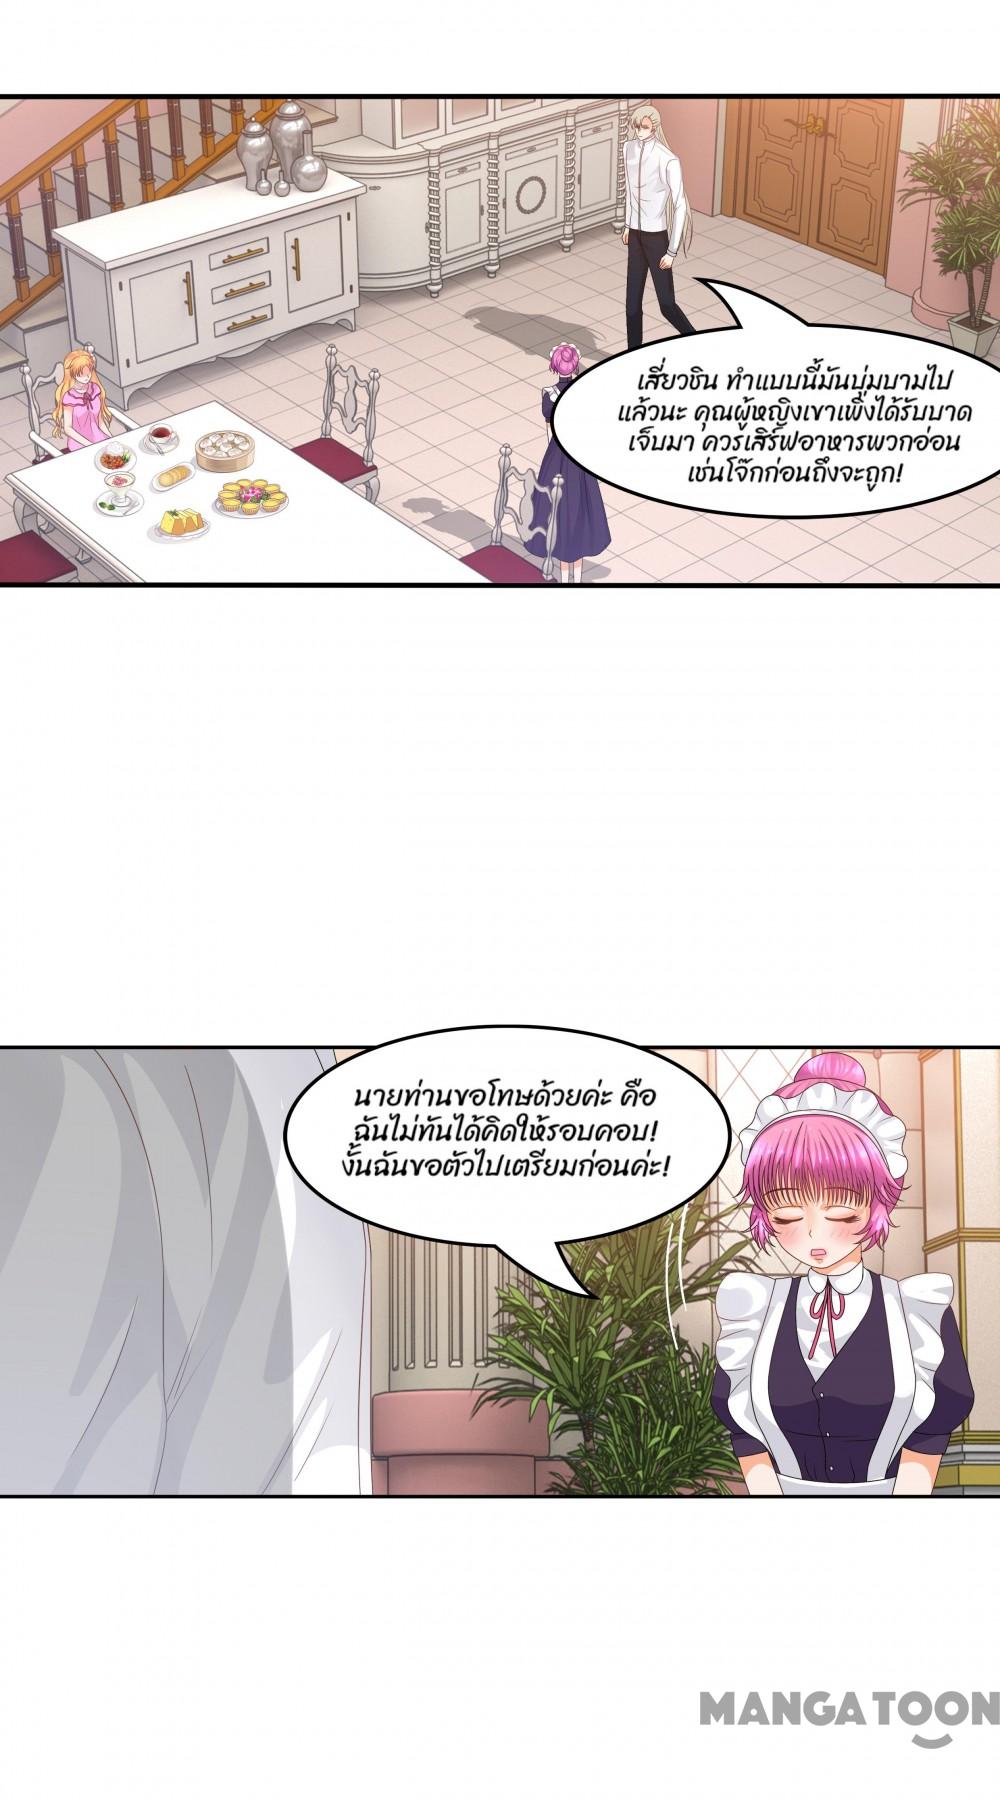 เสี่ยวชิน ทำแบบนี้มันบุ่มบามไป
แล้วนะ คุณผู้หญิงเขาเพิ่งได้รับบาด
เจ็บมา ควรเสิร์ฟอาหารพวกอ่อน
เช่นโจ๊กก่อนถึงจะถูก!
นายท่านขอโทษด้วยค่ะ คือ
ฉันไม่ทันได้คิดให้รอบคอบ!
งั้นฉันขอตัวไปเตรียมก่อนค่ะ!
MANGATOON